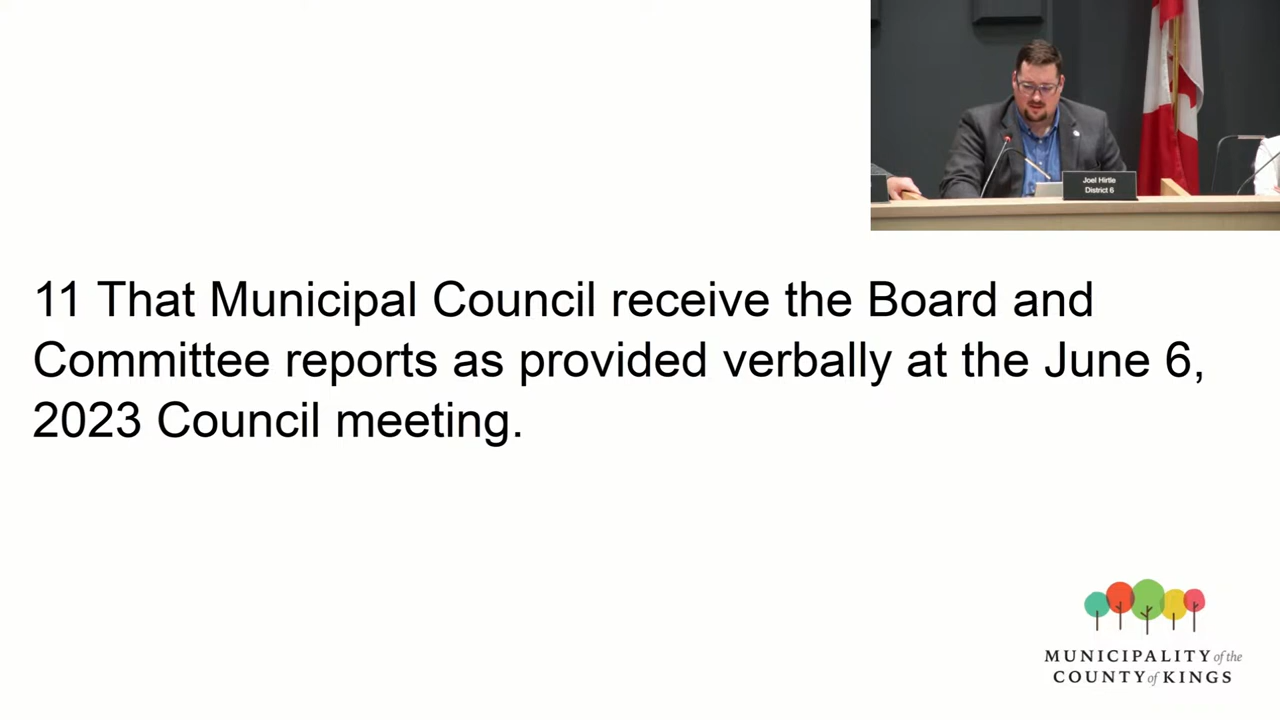 Joel Hirtle
District 6
11 That Municipal Council receive the Board and
Committee reports as provided verbally at the June 6,
2023 Council meeting.
MUNICIPALITY of the
COUNTY of KINGS